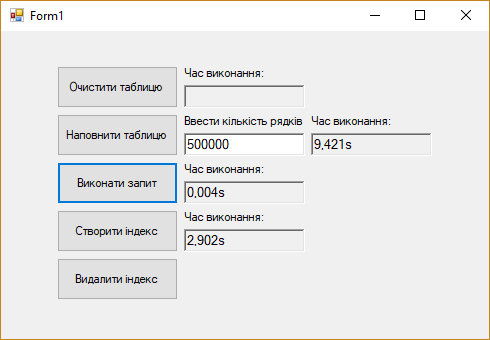 Form1
Очистити таблицю
Час виконання:
Наповнити таблицю
Ввести кількість рядків
Час виконання:
500000
9,421s
Виконати запит
Час виконання:
0,004s
Створити індекс
Час виконання:
2,902s
Видалити індекс